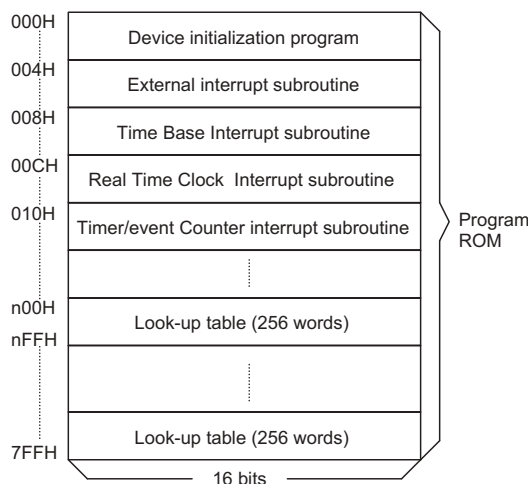 000H
Device initialization program
004H
External interrupt subroutine
008H
Time Base Interrupt subroutine
00CH
Real Time Clock Interrupt subroutine
010H
Timer/event Counter interrupt subroutine
Program
ROM
n00H
Look-up table (256 words)
nFFH
Look-up table (256 words)
7FFH
16 bits